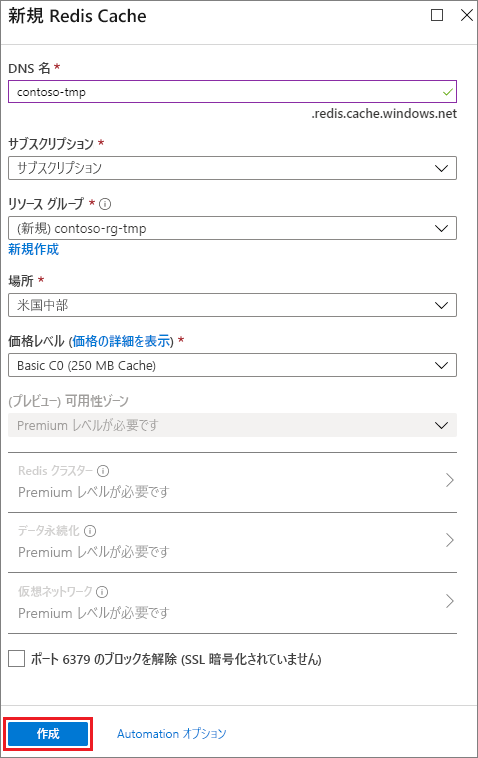 新規 Redis Cache
DNS 名 *
contoso-tmp
.redis.cache.windows.net
サブスクリプション *
サブスクリプション
リソース グループ *
(新規) contoso-rg-tmp
新規作成
場所 *
米国中部
価格レベル (価格の詳細を表示) *
Basic C0 (250 MB Cache)
(プレビュー) 可用性ゾーン
Premium レベルが必要です
Redis クラスター
Premium レベルが必要です
データ永続化
Premium レベルが必要です
仮想ネットワーク
Premium レベルが必要です
ポート 6379 のブロックを解除 (SSL 暗号化されていません)
作成 Automation オプション